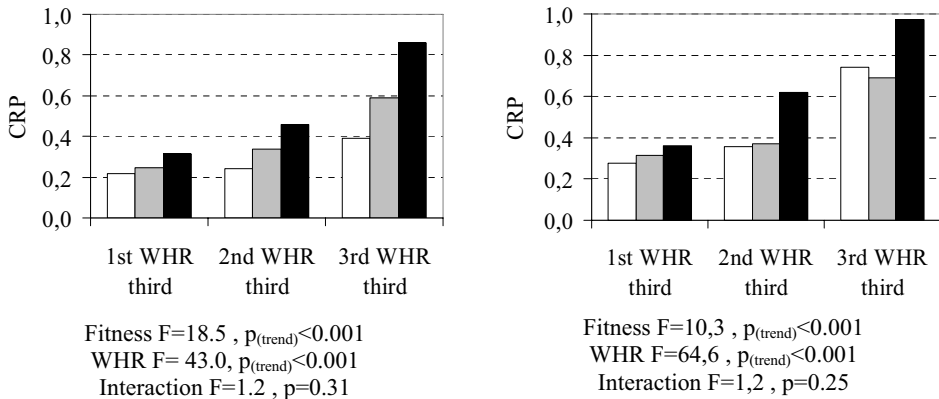 1,0
0,8
0,6
0,4
0,2
0,0
CRP
1st WHR third
2nd WHR third
3rd WHR third
Fitness F=18.5 , p(trend)<0.001
WHR F= 43.0, p(trend)<0.001
Interaction F=1.2 , p=0.31
1,0
0,8
0,6
0,4
0,2
0,0
CRP
1st WHR third
2nd WHR third
3rd WHR third
Fitness F=10,3 , p(trend)<0.001
WHR F=64,6 , p(trend)<0.001
Interaction F=1,2 , p=0.25